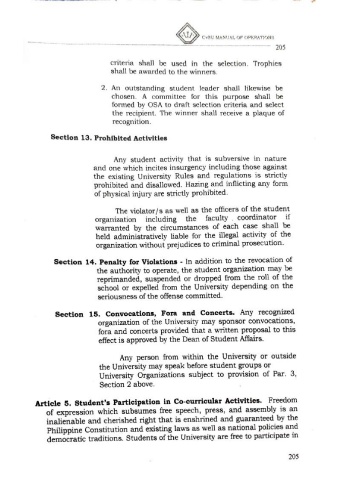 CvSU MANUAL OF OPERATIONS
205
criteria shall be used in the selection. Trophies
shall be awarded to the winners.
2. An outstanding student leader shall likewise be
chosen. A committee for this purpose shall be
formed by OSA to draft selection criteria and select
the recipient. The winner shall receive a plaque of
recognition.
Section 13. Prohibited Activities
Any student activity that is subversive in nature
and one which incites insurgency including those against
the existing University Rules and regulations is strictly
prohibited and disallowed. Hazing and inflicting any form
of physical injury are strictly prohibited.
The violator/s as well as the officers of the student
organization including the faculty coordinator if
warranted by the circumstances of each case shall be
held administratively liable for the illegal activity of the
organization without prejudices to criminal prosecution.
Section 14. Penalty for Violations - In addition to the revocation of
the authority to operate, the student organization may be
reprimanded, suspended or dropped from the roll of the
school or expelled from the University depending on the
seriousness of the offense committed.
Section 15. Convocations, Fora and Concerts. Any recognized
organization of the University may sponsor convocations,
fora and concerts provided that a written proposal to this
effect is approved by the Dean of Student Affairs.
Any person from within the University or outside
the University may speak before student groups or
University Organizations subject to provision of Par. 3,
Section 2 above.
Article 5. Student's Participation in Co-curricular Activities. Freedom
of expression which subsumes free speech, press, and assembly is an
inalienable and cherished right that is enshrined and guaranteed by the
Philippine Constitution and existing laws as well as national policies and
democratic traditions. Students of the University are free to participate in
205